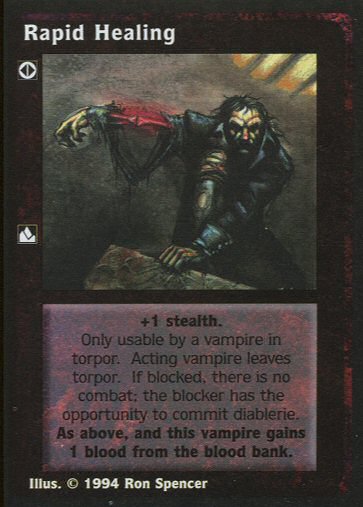 Rapid Healing
+1 stealth.
Only usable by a vampire in
torpor. Acting vampire leaves
torpor. If blocked, there is no
combat; the blocker has the
opportunity to commit diablerie.
As above, and this vampire gains
1 blood from the blood bank.
Illus. © 1994 Ron Spencer